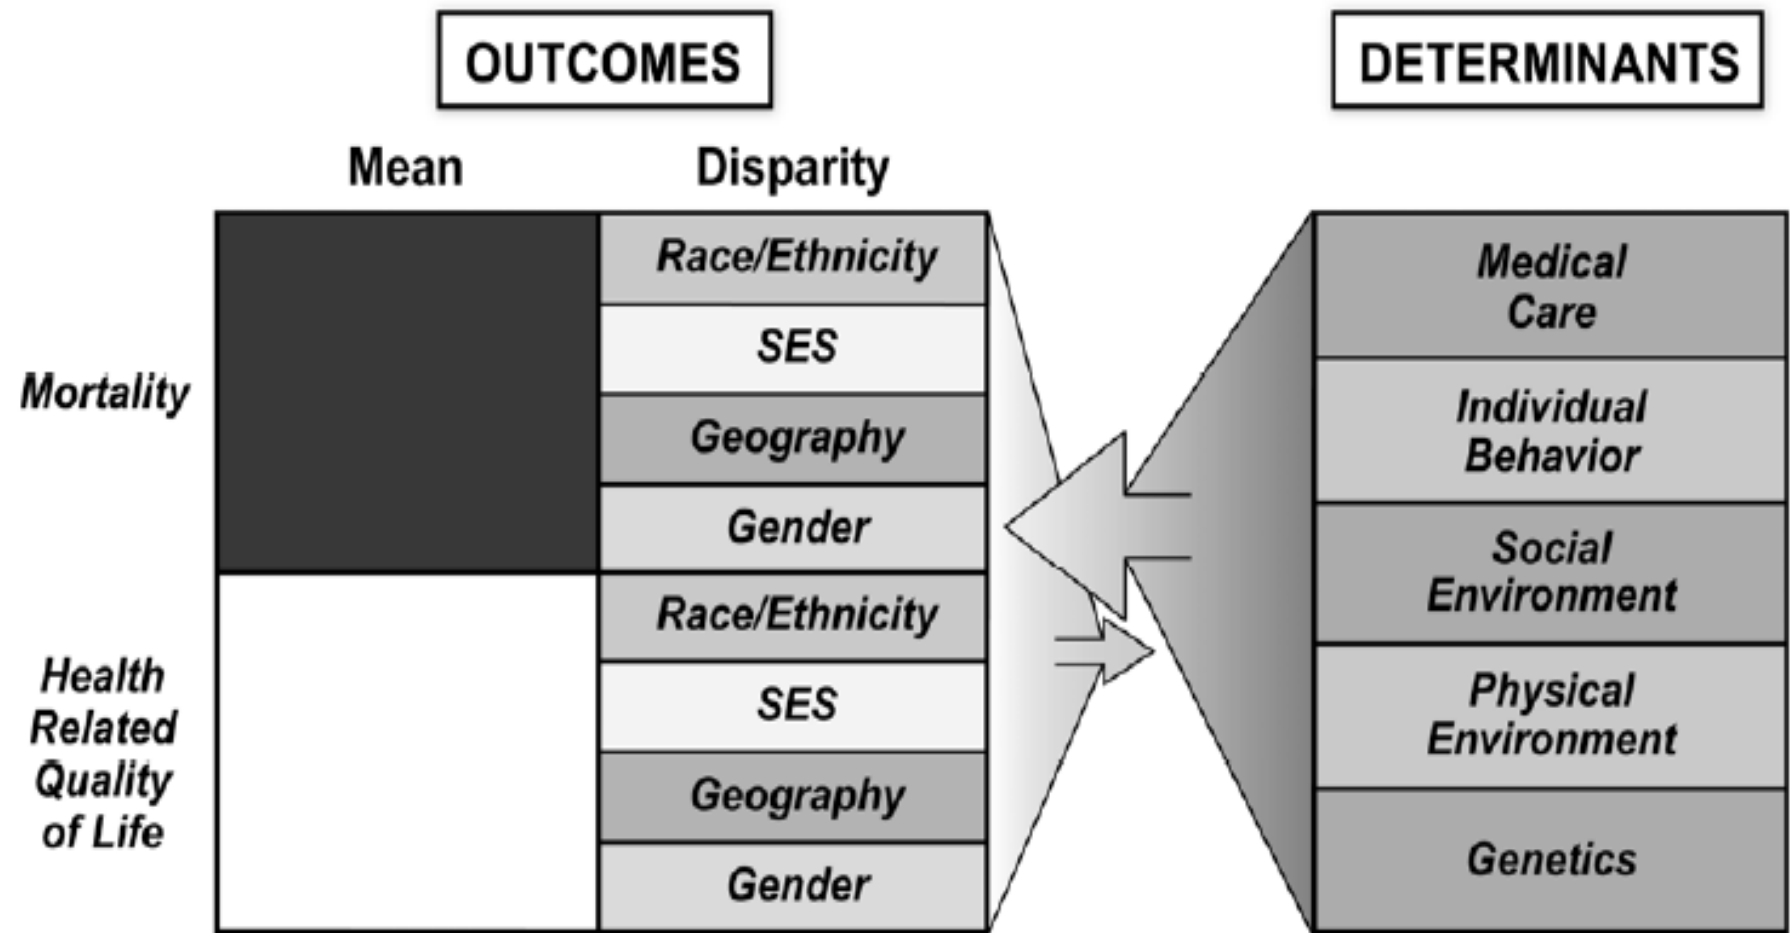 OUTCOMES
DETERMINANTS
Mean
Disparity
Mortality
Race/Ethnicity
SES
Geography
Gender
Health
Related
Quality
of Life
Race/Ethnicity
SES
Geography
Gender
Medical
Care
Individual
Behavior
Social
Environment
Physical
Environment
Genetics